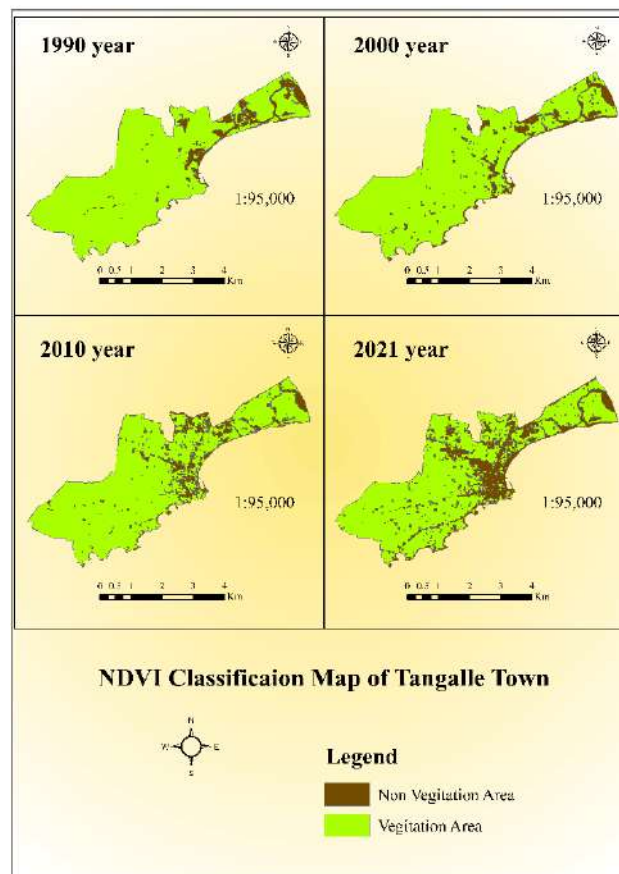 1990 year
1:95,000
0 0.5 1 2 3 4
Km
2000 year
1:95,000
0 0.5 1 2 3 4
Km
2010 year
1:95,000
0 0.5 1 2 3 4
Km
2021 year
1:95,000
0 0.5 1 2 3 4
Km
NDVI Classificaion Map of Tangalle Town
N
W E
S
Legend
Non Vegitation Area
Vegitation Area